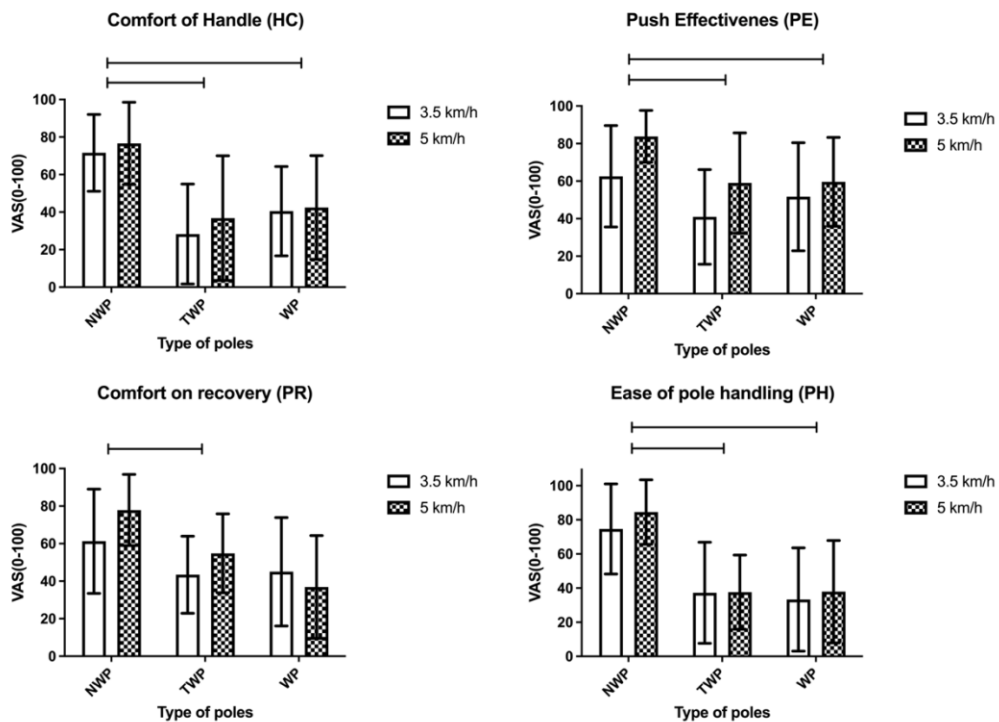 Comfort of Handle (HC)
VAS(0-100)
100
80
60
40
20
0
NWP
TWP
WP
Type of poles
3.5 km/h
5 km/h
Push Effectivenes (PE)
VAS(0-100)
100
80
60
40
20
0
NWP
TWP
WP
Type of poles
3.5 km/h
5 km/h
Comfort on recovery (PR)
VAS(0-100)
100
80
60
40
20
0
NWP
TWP
WP
Type of poles
3.5 km/h
5 km/h
Ease of pole handling (PH)
VAS(0-100)
100
80
60
40
20
0
NWP
TWP
WP
Type of poles
3.5 km/h
5 km/h